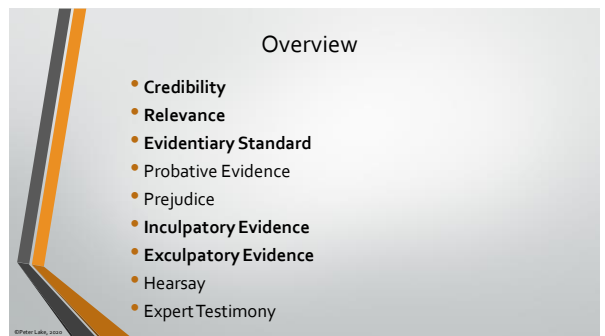 Overview
• Credibility
• Relevance
• Evidentiary Standard
• Probative Evidence
• Prejudice
• Inculpatory Evidence
• Exculpatory Evidence
• Hearsay
• Expert Testimony
©Peter Lake, 2020